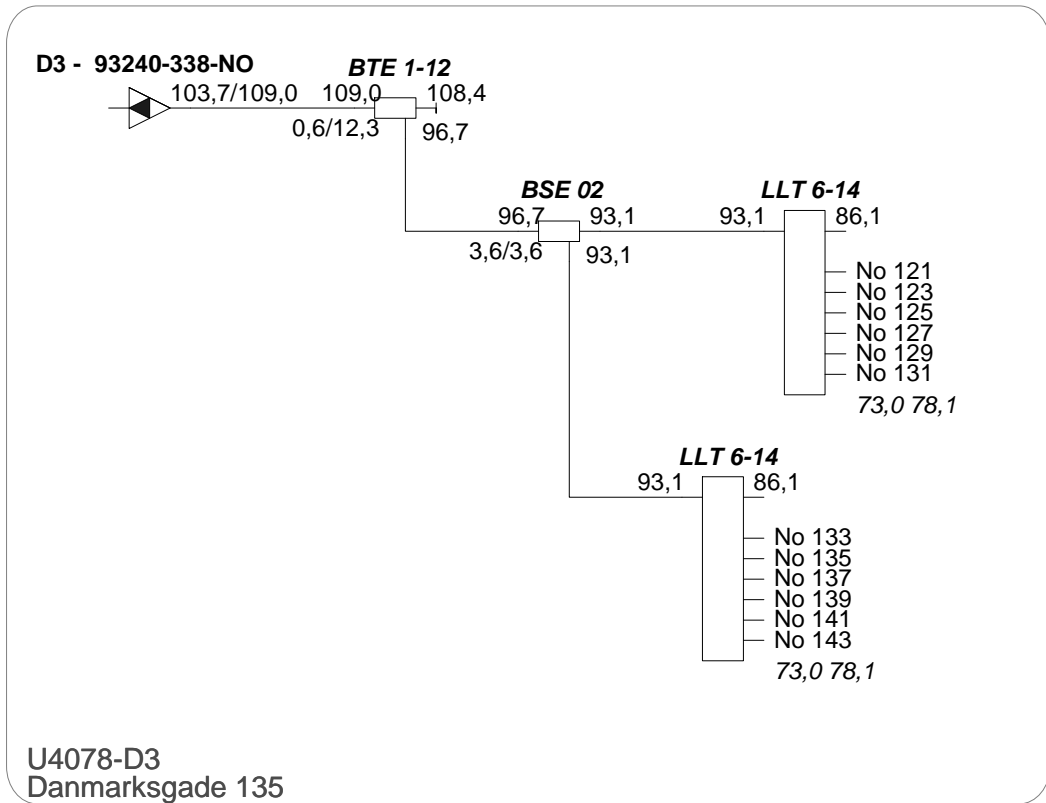 D3 - 93240-338-NO
BTE 1-12
103,7/109,0 109,0 108,4
0,6/12,3 96,7
BSE 02 LLT 6-14
96,7 93,1 93,1 86,1
3,6/3,6 93,1
No 121
No 123
No 125
No 127
No 129
No 131
73,0 78,1
LLT 6-14
93,1 86,1
No 133
No 135
No 137
No 139
No 141
No 143
73,0 78,1
U4078-D3
Danmarksgade 135